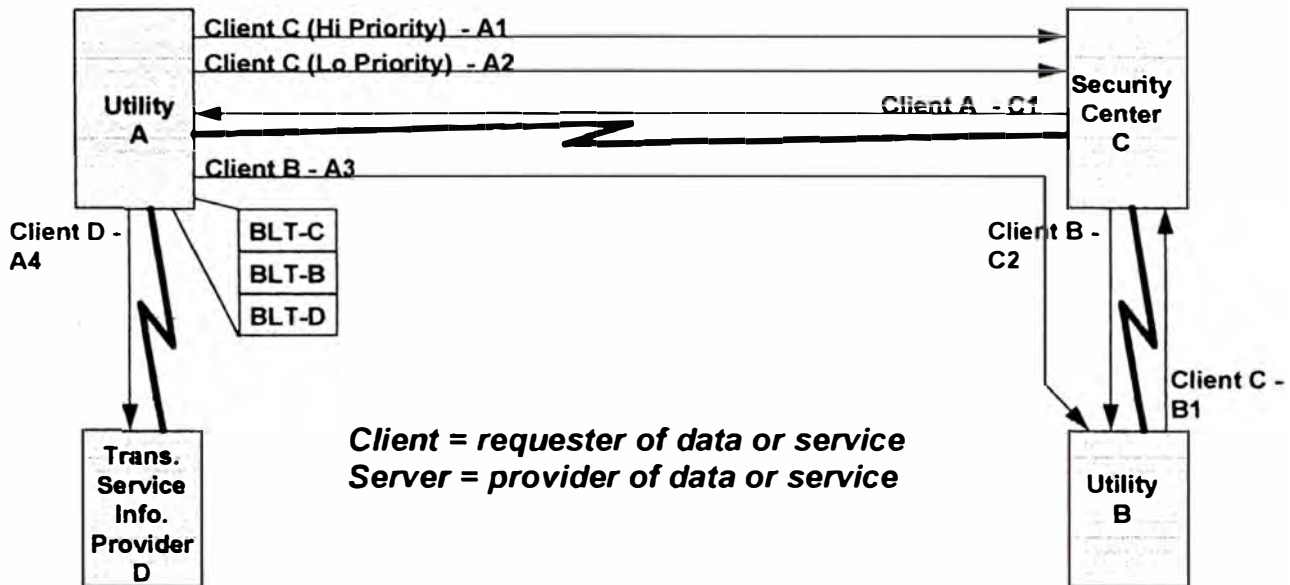 Client C (Hi Priority) - A1
Client C (Lo Priority) - A2
Utility
A
Security
Center
C
Client A - C1
Client B - A3
Client D -
A4
BLT-C
BLT-B
BLT-D
Client B -
C2
Client C -
B1
Client = requester of data or service
Server = provider of data or service
Trans.
Service
Info.
Provider
D
Utility
B